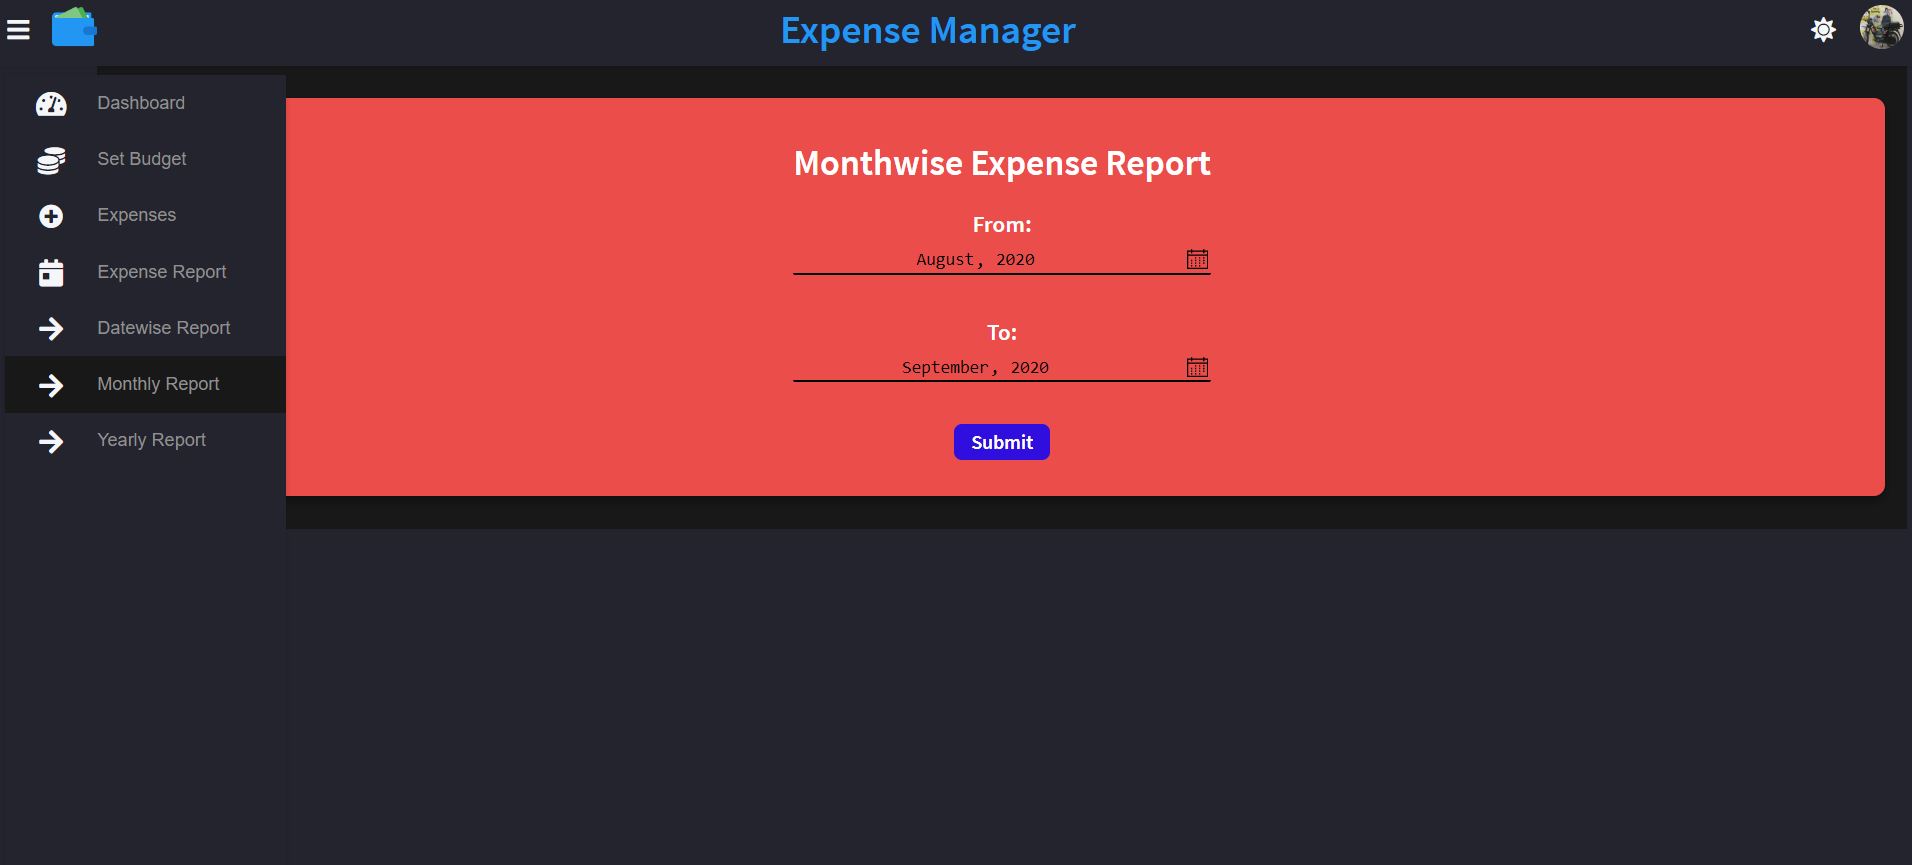 Expense Manager
Dashboard
Set Budget
Expenses
Expense Report
Datewise Report
Monthly Report
Yearly Report
Monthwise Expense Report
From:
August, 2020
To:
September, 2020
Submit